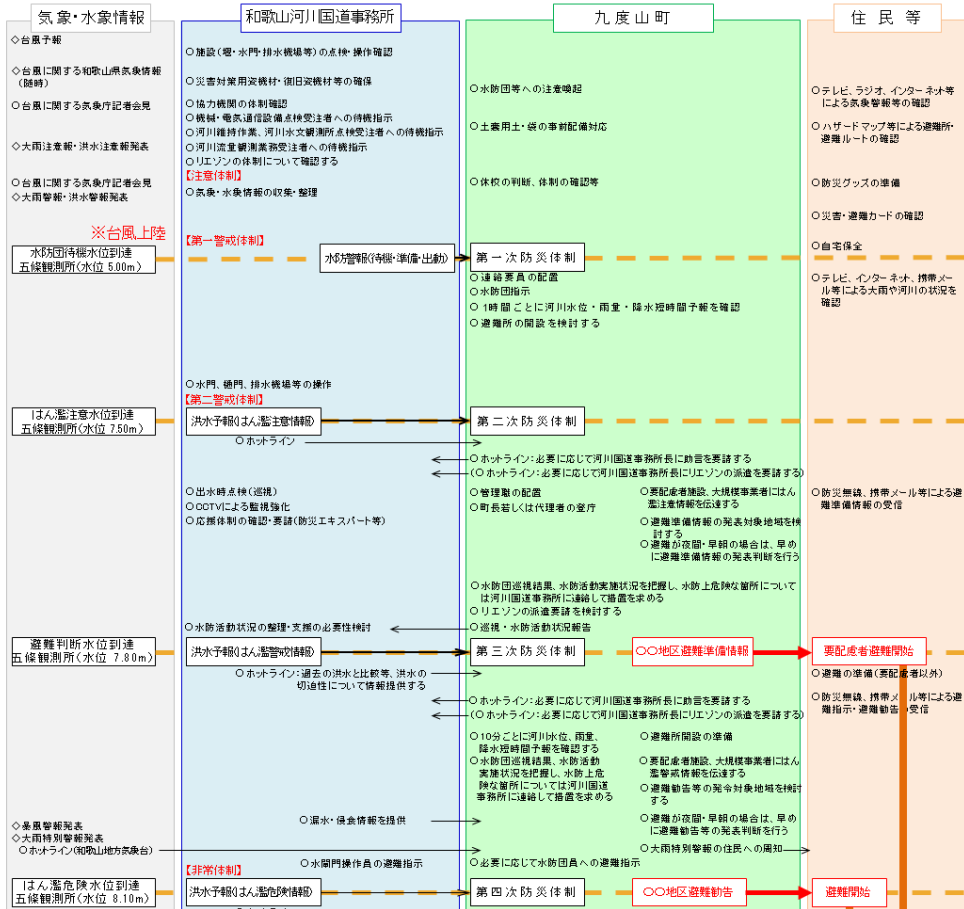 気象・水象情報
◇台風予報
◇台風に関する和歌山県気象情報
(随時)
○台風に関する気象庁記者会見
◇大雨注意報・洪水注意報発表
○台風に関する気象庁記者会見
◇大雨警報・洪水警報発表
※台風上陸
水防団待機水位到達
五條観測所(水位 5.00m)
はん濫注意水位到達
五條観測所(水位 7.50m)
避難判断水位到達
五條観測所(水位 7.80m)
◇暴風警報発表
◇大雨特別警報発表
○ホットライン(和歌山地方気象台)
はん濫危険水位到達
五條観測所(水位 8.10m)
和歌山河川国道事務所
○施設(堰・水門・排水機場等)の点検・操作確認
○災害対策用資機材・復旧資機材等の確保
○協力機関の体制確認
○機械・電気通信設備点検受注者への待機指示
○河川維持作業、河川水文観測所点検受注者への待機指示
○河川流量観測業務受注者への待機指示
○リエゾンの体制について確認する
【注意体制】
○気象・水象情報の収集・整理
【第一警戒体制】
水防警報(待機・準備・出動)
○水門、樋門、排水機場等の操作
【第二警戒体制】
洪水予報(はん濫注意情報)
○ホットライン
○出水時点検(巡視)
○CCTVによる監視強化
○応援体制の確認・要請(防災エキスパート等)
○水防活動状況の整理・支援の必要性検討
洪水予報(はん濫警戒情報)
○ホットライン:過去の洪水と比較等、洪水の
切迫性について情報提供する
○漏水・侵食情報を提供
○水閘門操作員の避難指示
【非常体制】
洪水予報(はん濫危険情報)
九度山町
○水防団等への注意喚起
○土嚢用土・袋の事前配備対応
○休校の判断、体制の確認等
第一次防災体制
○連絡要員の配置
○水防団指示
○1時間ごとに河川水位・雨量・降水短時間予報を確認
○避難所の開設を検討する
第二次防災体制
○ホットライン:必要に応じて河川国道事務所長に助言を要請する
(○ホットライン:必要に応じて河川国道事務所長にリエゾンの派遣を要請する)
○管理職の配置
○町長若しくは代理者の登庁
○要配慮者施設、大規模事業者にはん
濫注意情報を伝達する
○避難準備情報の発表対象地域を検
討する
○避難が夜間・早朝の場合は、早め
に避難準備情報の発表判断を行う
○水防団巡視結果、水防活動実施状況を把握し、水防上危険な箇所について
は河川国道事務所に連絡して措置を求める
○リエゾンの派遣要請を検討する
○巡視・水防活動状況報告
第三次防災体制
○○地区避難準備情報
○ホットライン:必要に応じて河川国道事務所長に助言を要請する
(○ホットライン:必要に応じて河川国道事務所長にリエゾンの派遣を要請する)
○10分ごとに河川水位、雨量、
降水短時間予報を確認する
○水防団巡視結果、水防活動
実施状況を把握し、水防上危
険な箇所については河川国道
事務所に連絡して措置を求める
○避難所開設の準備
○要配慮者施設、大規模事業者にはん
濫警戒情報を伝達する
○避難勧告等の発令対象地域を検討
する
○避難が夜間・早朝の場合は、早め
に避難勧告等の発表判断を行う
○大雨特別警報の住民への周知
○必要に応じて水防団員への避難指示
第四次防災体制
○○地区避難勧告
住民等
○テレビ、ラジオ、インターネット等
による気象警報等の確認
○ハザードマップ等による避難所・
避難ルートの確認
○防災グッズの準備
○災害・避難カードの確認
○自宅保全
○テレビ、インターネット、携帯メー
ル等による大雨や河川の状況を
確認
○防災無線、携帯メール等による避
難準備情報の受信
要配慮者避難開始
○避難の準備(要配慮者以外)
○防災無線、携帯メール等による避
難指示・避難勧告の受信
避難開始